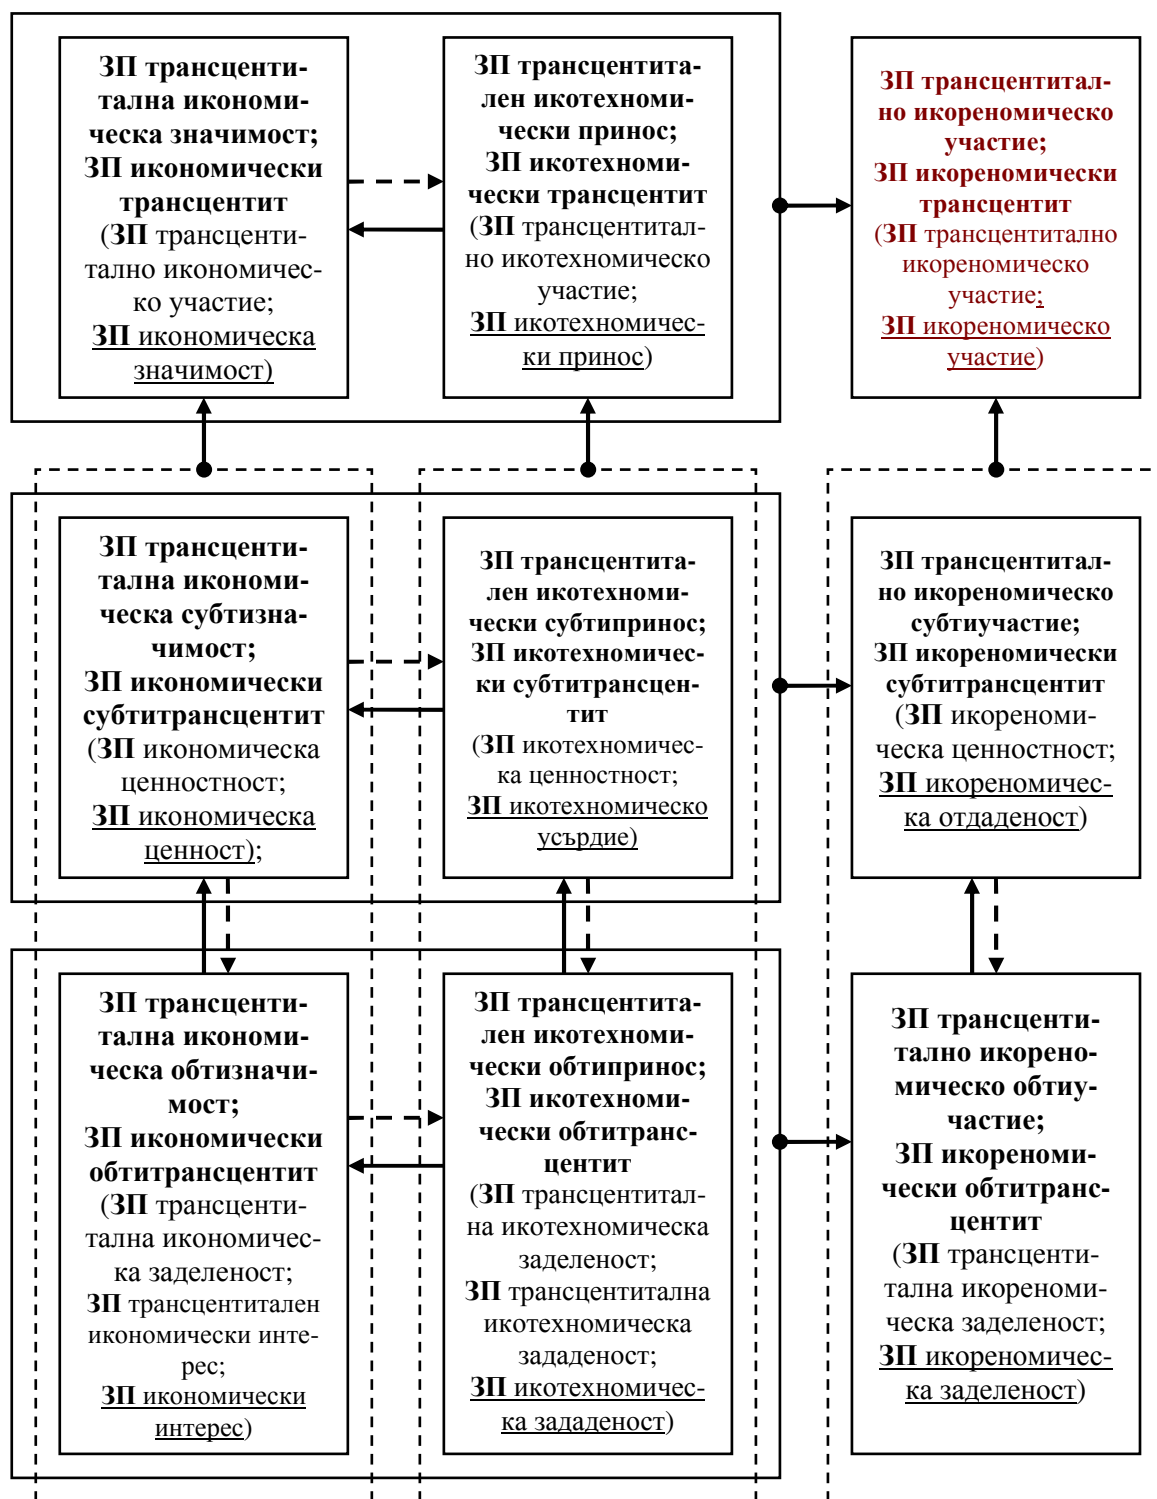 ЗП трансценти-
тална икономи-
ческа значимост;
ЗП икономически
трансцентит
(ЗП трансценти-
тално икономичес-
ко участие;
ЗП икономическа
значимост)
ЗП трансцентита-
лен икотехноми-
чески принос;
ЗП икотехноми-
чески трансцентит
(ЗП трансцентитал-
но икотехномическо
участие;
ЗП икотехномичес-
ки принос)
ЗП трансцентитал-
но икореномическо
участие;
ЗП икореномически
трансцентит
(ЗП трансцентитално
икореномическо
участие;
ЗП икореномическо
участие)
ЗП трансценти-
тална икономи-
ческа субтизна-
чимост;
ЗП икономически
субтитрансцентит
(ЗП икономическа
ценностност;
ЗП икономическа
ценност);
ЗП трансцентита-
лен икотехноми-
чески субтипринос;
ЗП икотехномичес-
ки субтитрансцен-
тит
(ЗП икотехномичес-
ка ценностност;
ЗП икотехномическо
усърдие)
ЗП трансцентитал-
но икореномическо
субтиучастие;
ЗП икореномически
субтитрансцентит
(ЗП икореноми-
ческа ценностност;
ЗП икореномичес-
ка отдаденост)
ЗП трансценти-
тална икономи-
ческа обтизначи-
мост;
ЗП икономически
обтитрансцентит
(ЗП трансценти-
тална икономичес-
ка заделеност;
ЗП трансцентитален
икономически инте-
рес;
ЗП икономически
интерес)
ЗП трансцентита-
лен икотехноми-
чески обтипринос;
ЗП икотехноми-
чески обтитранс-
центит
(ЗП трансцентитал-
на икотехномическа
заделеност;
ЗП трансцентитална
икотехномическа
зададеност;
ЗП икотехномичес-
ка зададеност)
ЗП трансценти-
тално икорено-
мическо обтиу-
частие;
ЗП икореноми-
чески обтитранс-
центит
(ЗП трансценти-
тална икореноми-
ческа заделеност;
ЗП икореномичес-
ка заделеност)